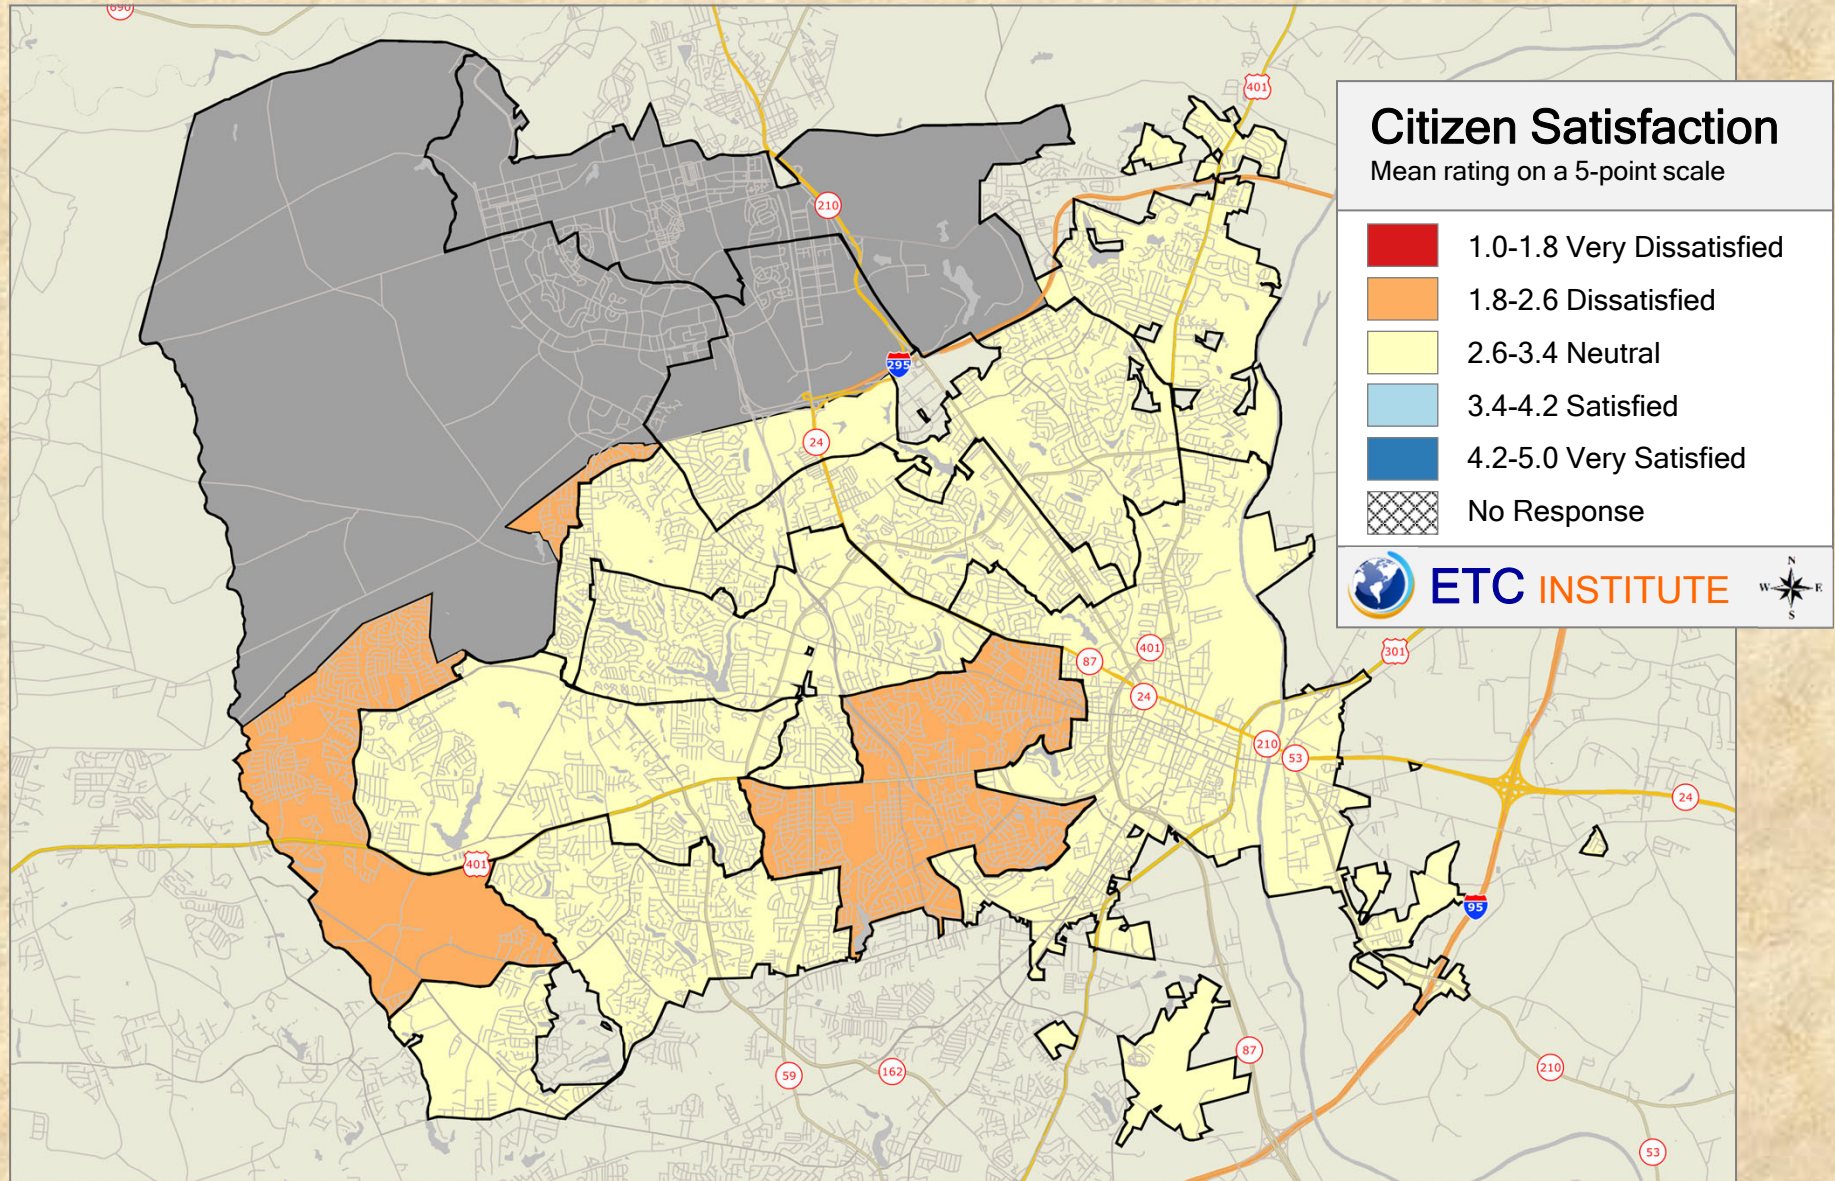 690
401
Citizen Satisfaction
Mean rating on a 5-point scale
210
1.0-1.8 Very Dissatisfied
1.8-2.6 Dissatisfied
2.6-3.4 Neutral
295
3.4-4.2 Satisfied
24
4.2-5.0 Very Satisfied
No Response
ETC INSTITUTE
N
W E
S
401
301
87
24
210
53
24
401
95
87
59
162
210
53